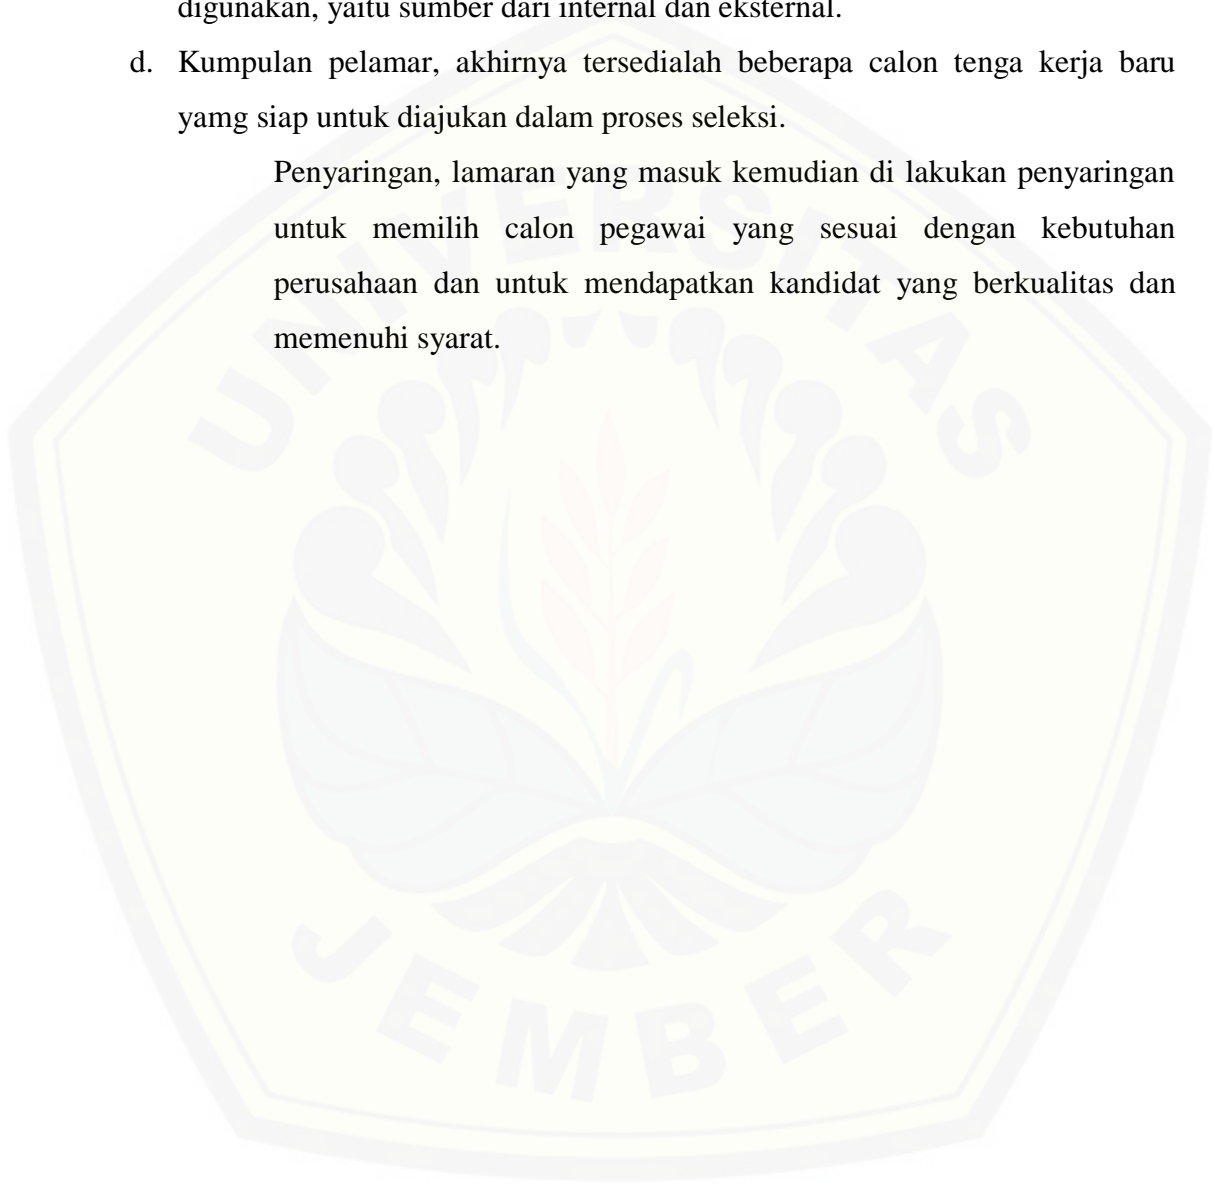 digunakan, yaitu sumber dari internal dan eksternal.
d. Kumpulan pelamar, akhirnya tersedialah beberapa calon tenga kerja baru
yamg siap untuk diajukan dalam proses seleksi.
Penyaringan, lamaran yang masuk kemudian di lakukan penyaringan
untuk memilih calon pegawai yang sesuai dengan kebutuhan
perusahaan dan untuk mendapatkan kandidat yang berkualitas dan
memenuhi syarat.
UNIVERSITAS
JEMBER